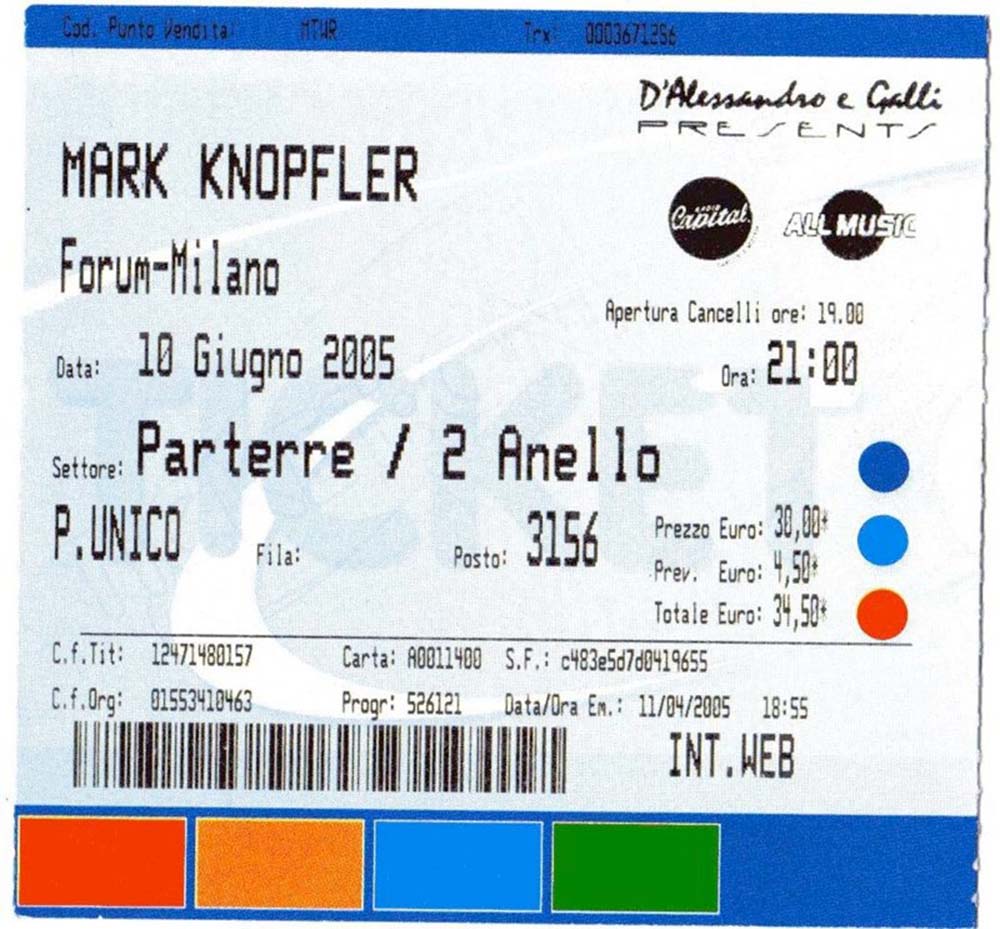 Cod. Punto Vendita: MTWR Trx: 0003671256
D'Alessandro e Galli
PRESENTS
MARK KNOPFLER
RADIO Capital ALL MUSIC
Forum-Milano
Apertura Cancelli ore: 19.00
Data: 10 Giugno 2005 Ora: 21:00
TICKET
Settore: Parterre / 2 Anello
P.UNICO Fila: Posto: 3156 Prezzo Euro: 30,00*
Prev. Euro: 4,50*
Totale Euro: 34,50*
C.f.Tit: 12471480157 Carta: A0011400 S.F.: c483e5d7d0419655
C.f.Org: 01553410463 Progr: 526121 Data/Ora Em.: 11/04/2005 18:55
INT.WEB